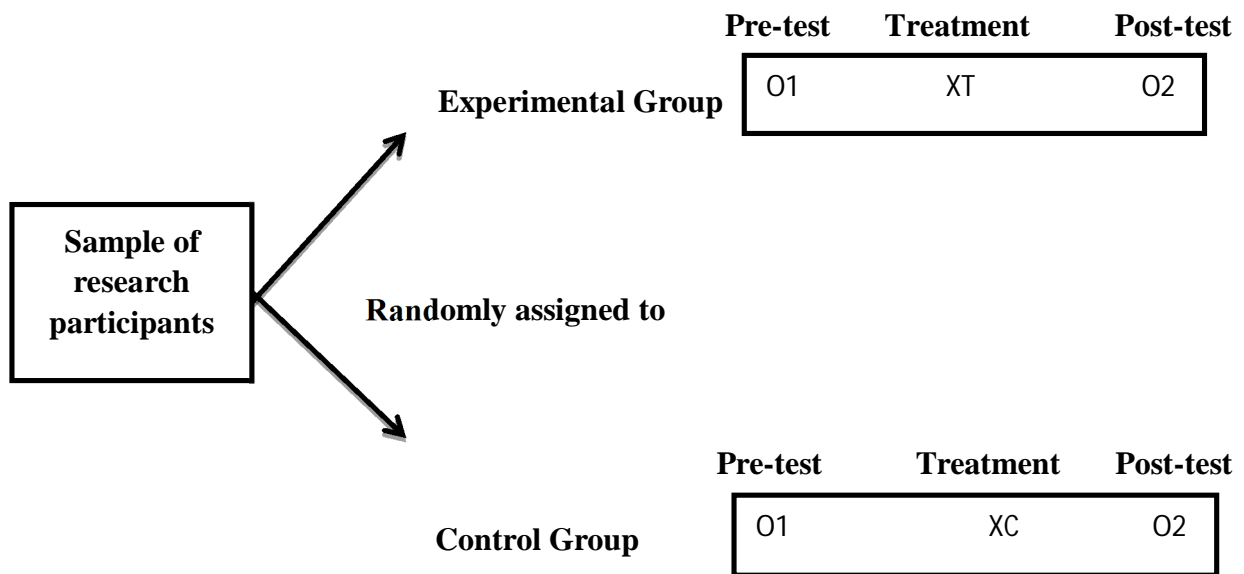 Pre-test Treatment Post-test
Experimental Group O1 XT O2
Sample of
research
participants
Randomly assigned to
Pre-test Treatment Post-test
Control Group O1 XC O2